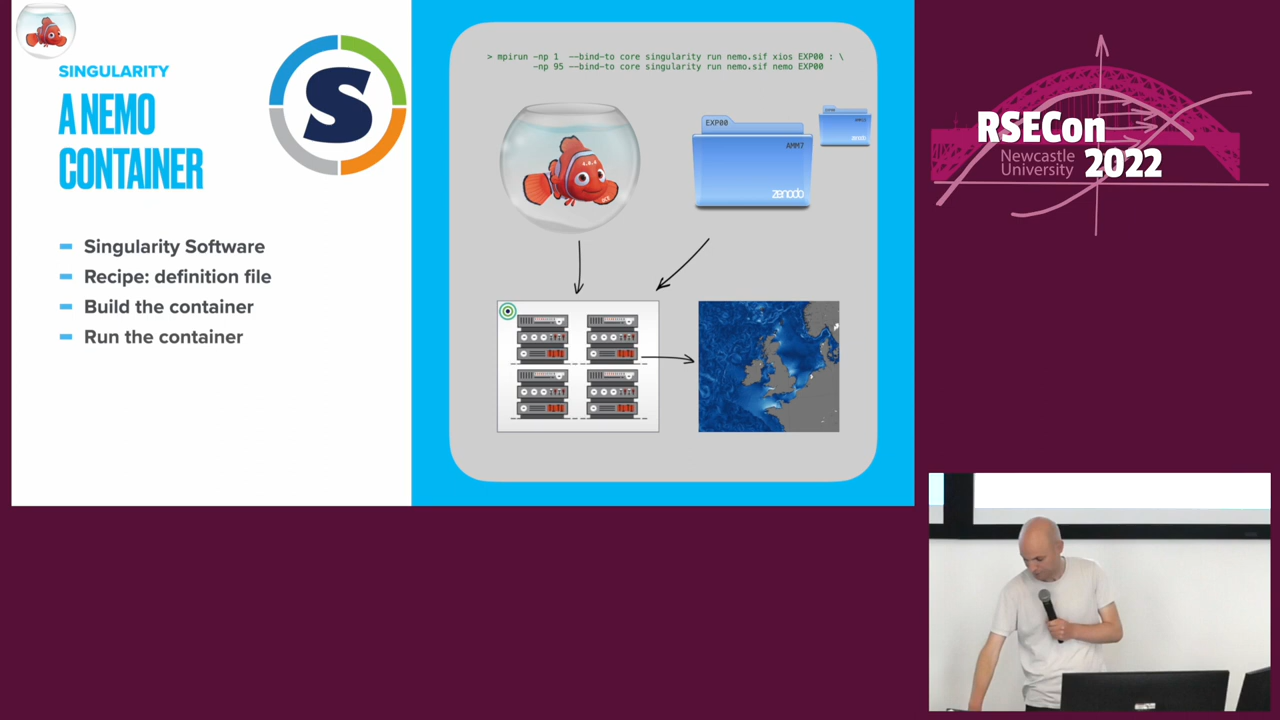 SINGULARITY
A NEMO
CONTAINER
S
Singularity Software
Recipe: definition file
Build the container
Run the container
> mpirun -np 1 --bind-to core singularity run nemo.sif xios EXP00 : \
-np 95 --bind-to core singularity run nemo.sif nemo EXP00
EXP00
AMM7
zenodo
zenodo
RSECon
Newcastle
University
2022